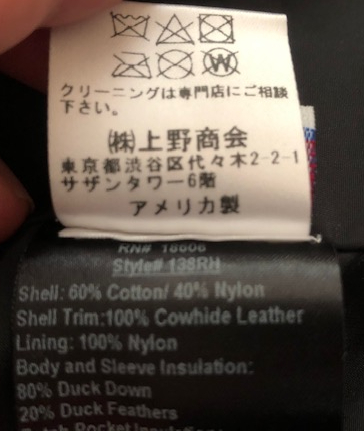 クリーニングは専門店にご相談
下さい。
㈱上野商会
東京都渋谷区代々木2-2-1
サザンタワー6階
アメリカ製
RN# 16606
Style# 138RH
Shell: 60% Cotton/ 40% Nylon
Shell Trim:100% Cowhide Leather
Lining: 100% Nylon
Body and Sleeve Insulation:
80% Duck Down
20% Duck Feathers